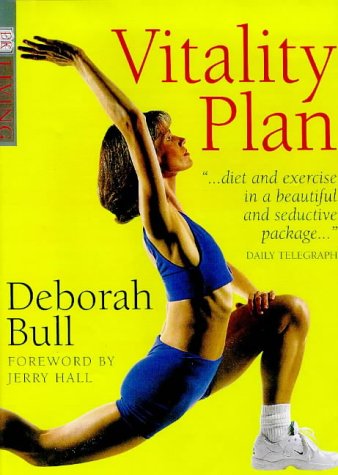 DK
LIVING
Vitality
Plan
“...diet and exercise
in a beautiful
and seductive
package...”
DAILY TELEGRAPH
Deborah
Bull
FOREWORD BY
JERRY HALL